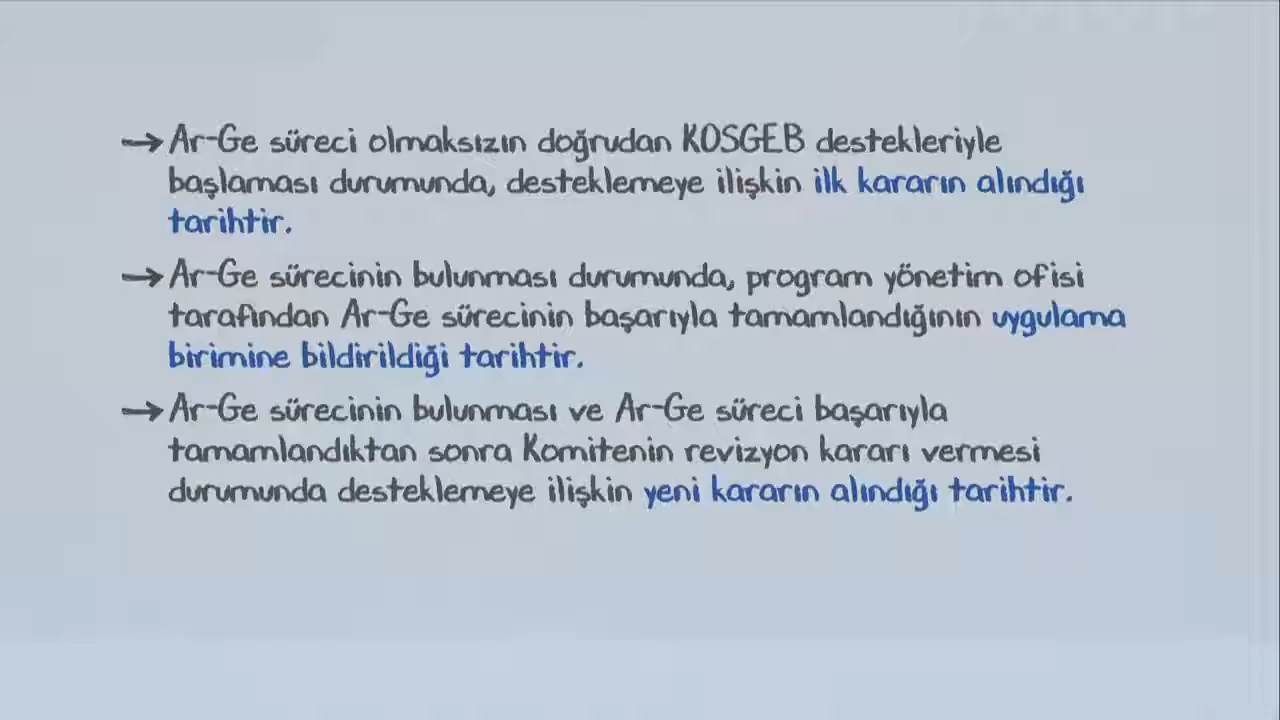 → Ar-Ge süreci olmaksızın doğrudan KOSGEB destekleriyle
başlaması durumunda, desteklemeye ilişkin ilk kararın alındığı
tarihtir.
→ Ar-Ge sürecinin bulunması durumunda, program yönetim ofisi
tarafından Ar-Ge sürecinin başarıyla tamamlandığının uygulama
birimine bildirildiği tarihtir.
→ Ar-Ge sürecinin bulunması ve Ar-Ge süreci başarıyla
tamamlandıktan sonra Komitenin revizyon kararı vermesi
durumunda desteklemeye ilişkin yeni kararın alındığı tarihtir.